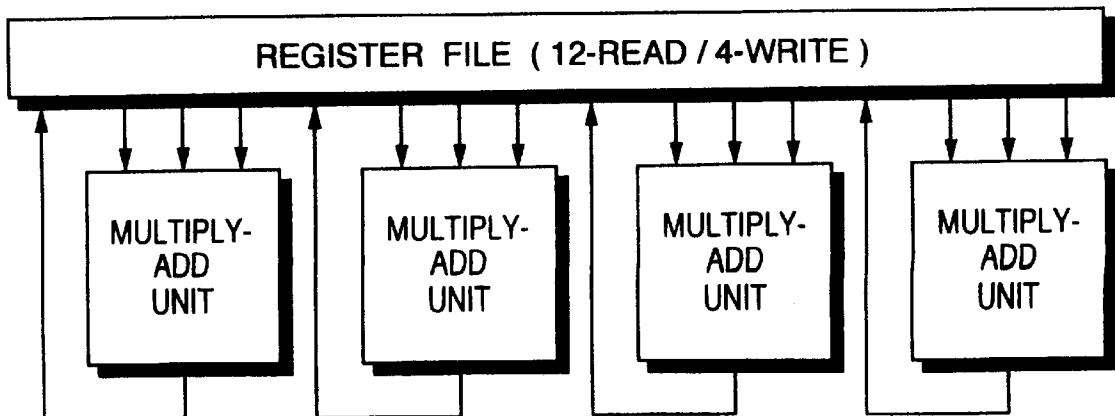 REGISTER FILE ( 12-READ / 4-WRITE )
MULTIPLY-
ADD
UNIT
MULTIPLY-
ADD
UNIT
MULTIPLY-
ADD
UNIT
MULTIPLY-
ADD
UNIT